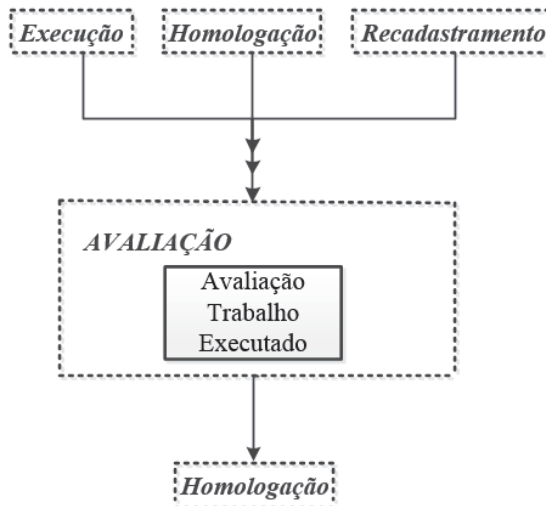 Execução
Homologação
Recadastramento
AVALIAÇÃO
Avaliação
Trabalho
Executado
Homologação